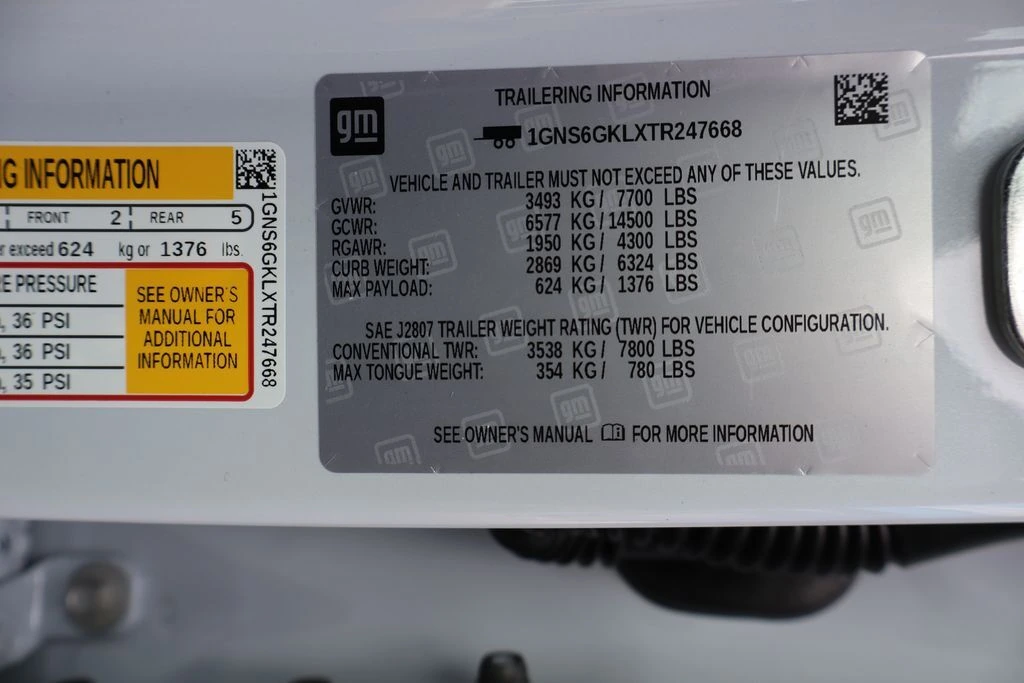 G INFORMATION
FRONT 2 REAR 5
r exceed 624 kg or 1376 lbs.
E PRESSURE
, 36 PSI
, 36 PSI
, 35 PSI
SEE OWNER'S
MANUAL FOR
ADDITIONAL
INFORMATION
1GNS6GKLXTR247668
gm
TRAILERING INFORMATION
1GNS6GKLXTR247668
VEHICLE AND TRAILER MUST NOT EXCEED ANY OF THESE VALUES.
GVWR: 3493 KG/ 7700 LBS
GCWR: 6577 KG/14500 LBS
RGAWR: 1950 KG/ 4300 LBS
CURB WEIGHT: 2869 KG/ 6324 LBS
MAX PAYLOAD: 624 KG/ 1376 LBS
SAE J2807 TRAILER WEIGHT RATING (TWR) FOR VEHICLE CONFIGURATION.
CONVENTIONAL TWR: 3538 KG/ 7800 LBS
MAX TONGUE WEIGHT: 354 KG/ 780 LBS
SEE OWNER'S MANUAL FOR MORE INFORMATION